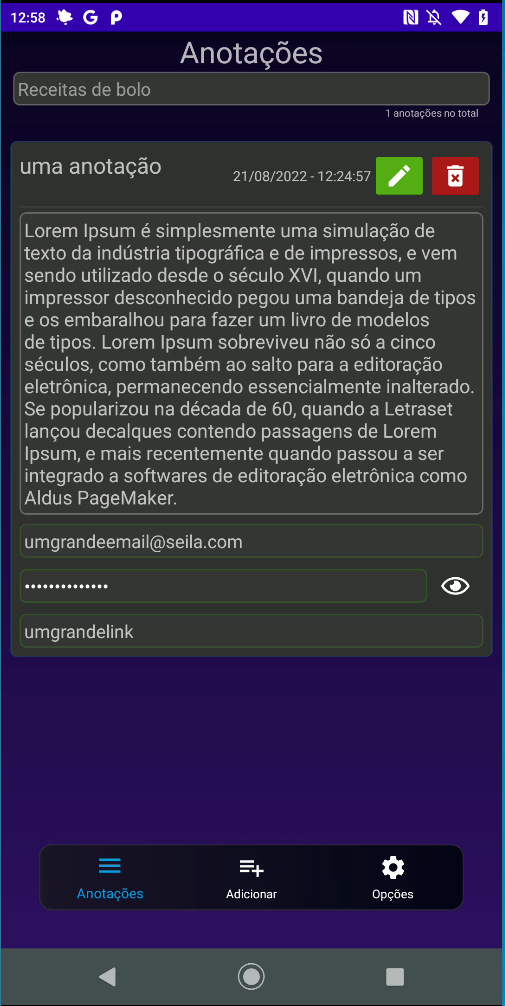 12:58
Anotações
Receitas de bolo
1 anotações no total
uma anotação
21/08/2022 - 12:24:57
Lorem Ipsum é simplesmente uma simulação de
texto da indústria tipográfica e de impressos, e vem
sendo utilizado desde o século XVI, quando um
impressor desconhecido pegou uma bandeja de tipos
e os embaralhou para fazer um livro de modelos
de tipos. Lorem Ipsum sobreviveu não só a cinco
séculos, como também ao salto para a editoração
eletrônica, permanecendo essencialmente inalterado.
Se popularizou na década de 60, quando a Letraset
lançou decalques contendo passagens de Lorem
Ipsum, e mais recentemente quando passou a ser
integrado a softwares de editoração eletrônica como
Aldus PageMaker.
umgrandeemail@seila.com
••••••••••••••
umgrandelink
Anotações
Adicionar
Opções